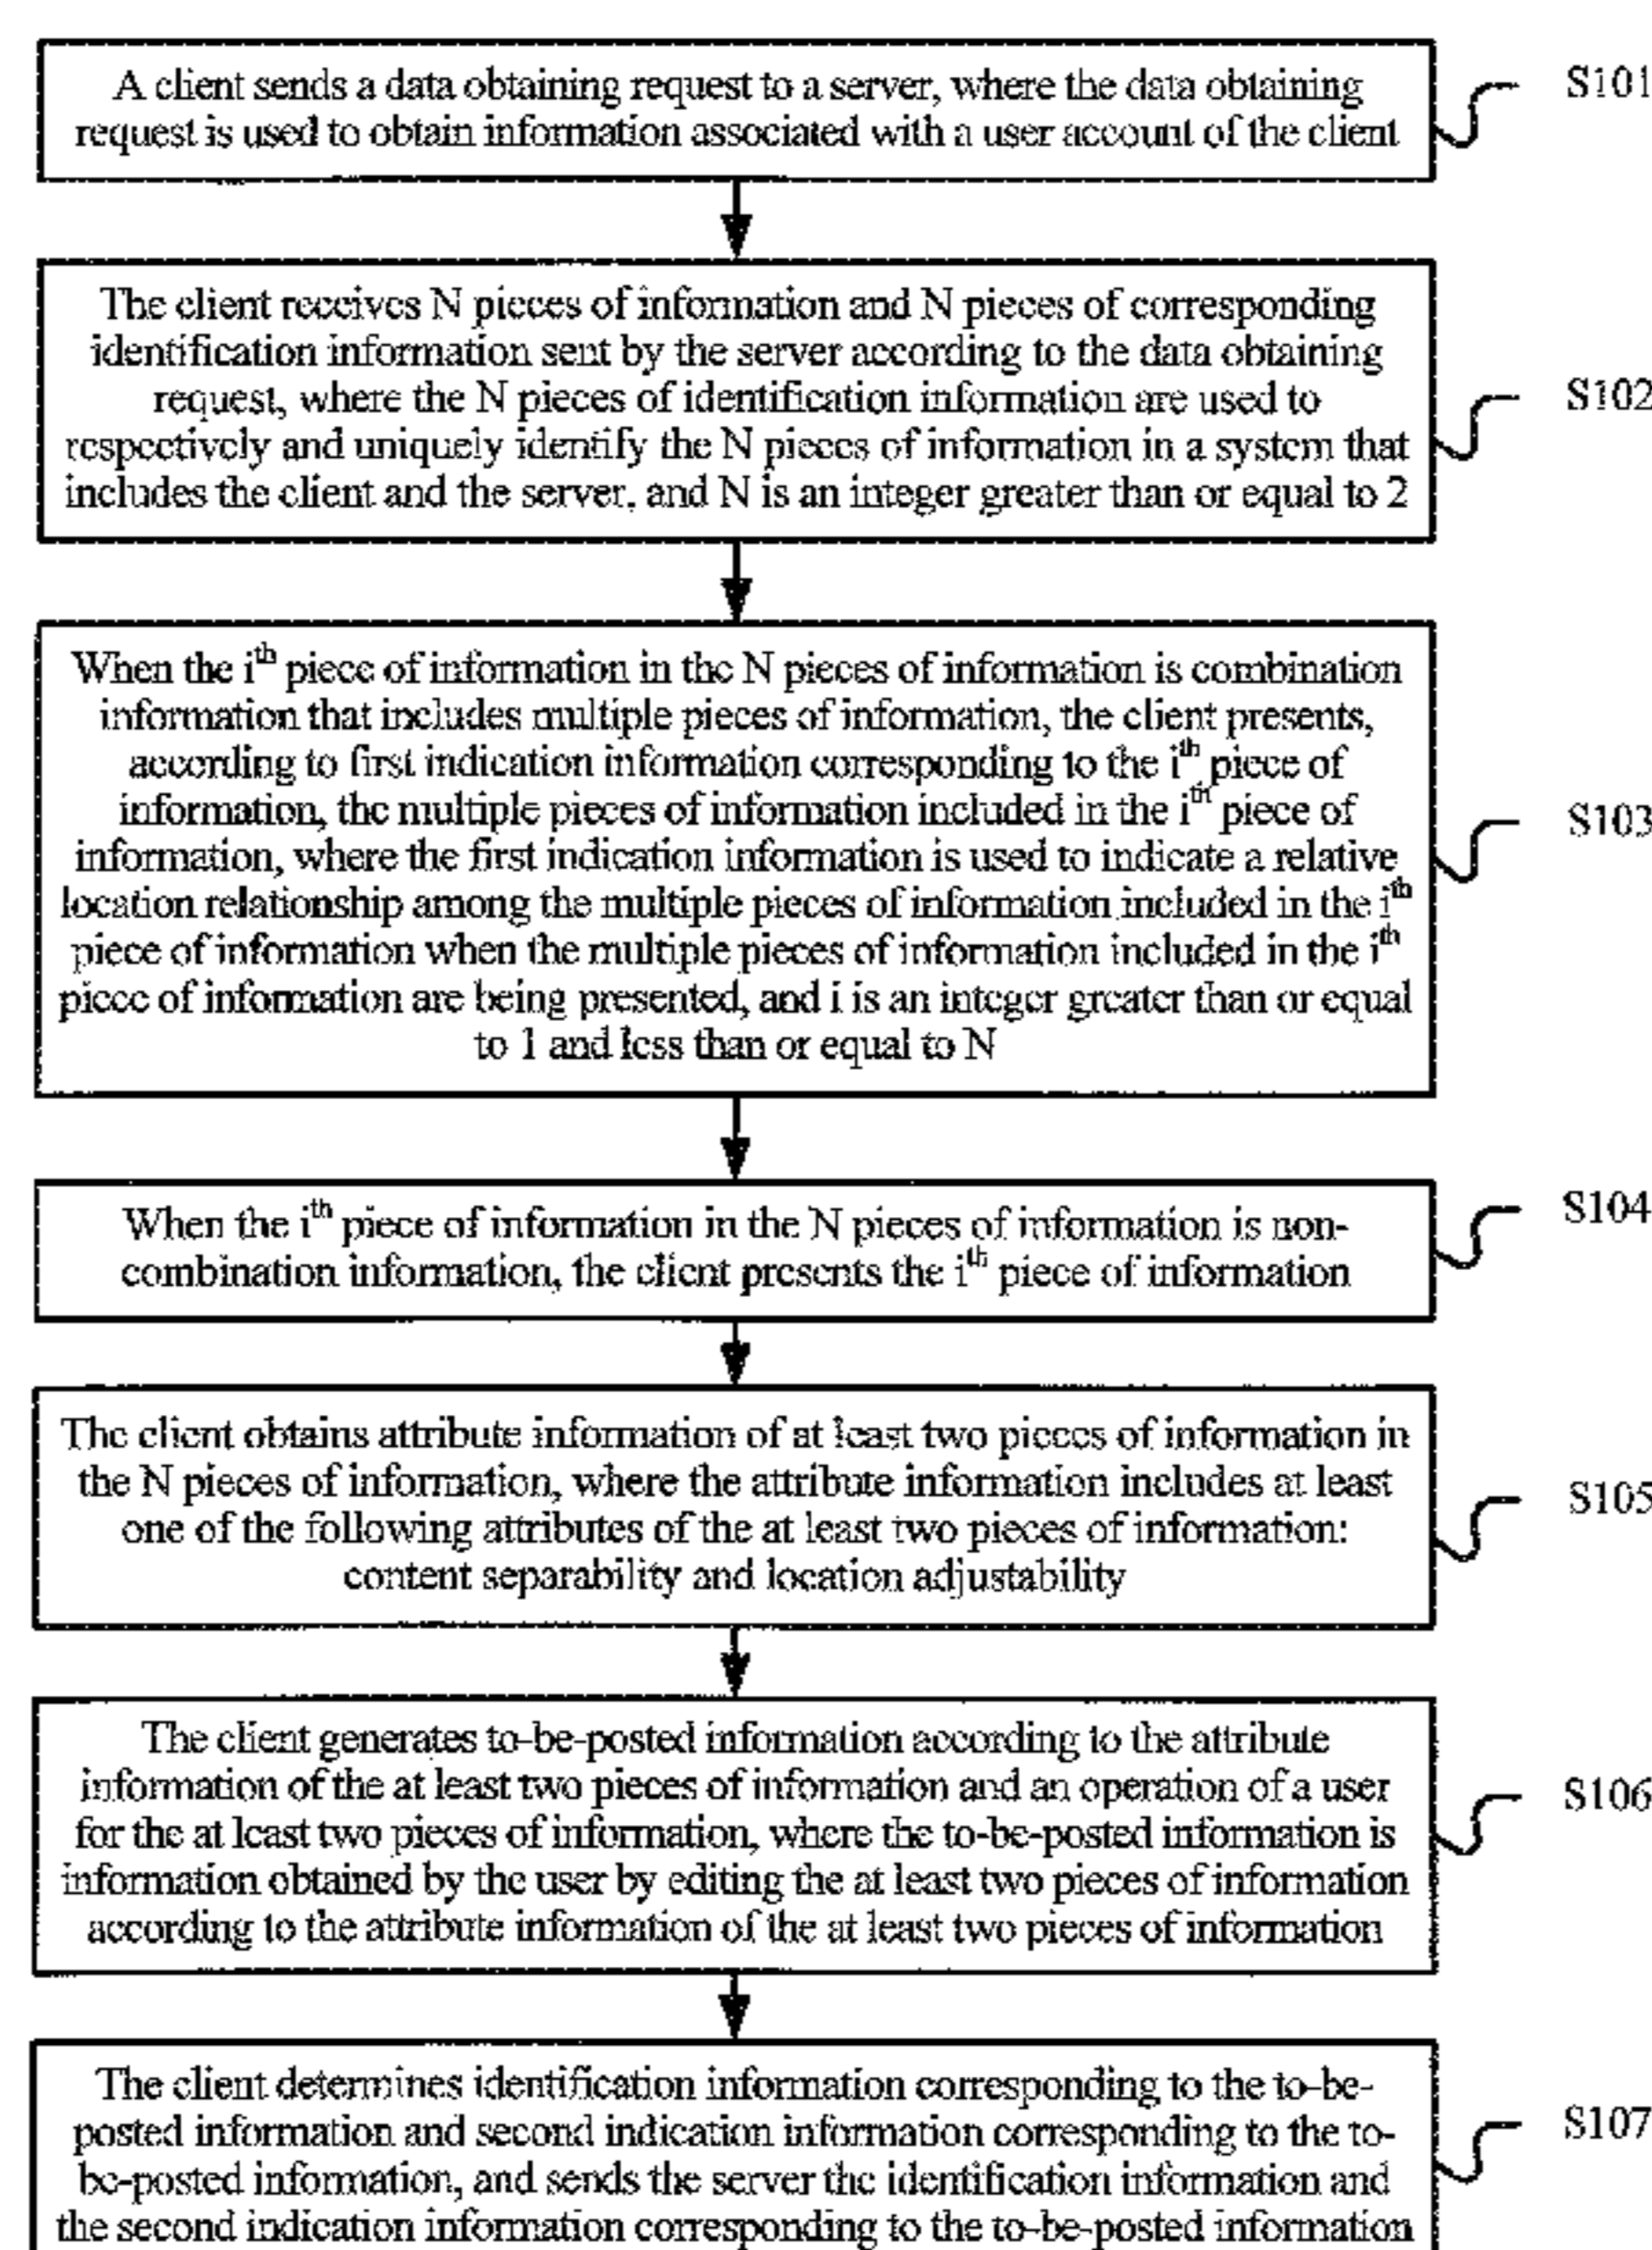 A client sends a data obtaining request to a server, where the data obtaining
request is used to obtain information associated with a user account of the client
S101
The client receives N pieces of information and N pieces of corresponding
identification information sent by the server according to the data obtaining
request, where the N pieces of identification information are used to
respectively and uniquely identify the N pieces of information in a system that
includes the client and the server, and N is an integer greater than or equal to 2
S102
When the ith piece of information in the N pieces of information is combination
information that includes multiple pieces of information, the client presents,
according to first indication information corresponding to the ith piece of
information, the multiple pieces of information included in the ith piece of
information, where the first indication information is used to indicate a relative
location relationship among the multiple pieces of information included in the ith
piece of information when the multiple pieces of information included in the ith
piece of information are being presented, and i is an integer greater than or equal
to 1 and less than or equal to N
S103
When the ith piece of information in the N pieces of information is non-
combination information, the client presents the ith piece of information
S104
The client obtains attribute information of at least two pieces of information in
the N pieces of information, where the attribute information includes at least
one of the following attributes of the at least two pieces of information:
content separability and location adjustability
S105
The client generates to-be-posted information according to the attribute
information of the at least two pieces of information and an operation of a user
for the at least two pieces of information, where the to-be-posted information is
information obtained by the user by editing the at least two pieces of information
according to the attribute information of the at least two pieces of information
S106
The client determines identification information corresponding to the to-be-
posted information and second indication information corresponding to the to-
be-posted information, and sends the server the identification information and
the second indication information corresponding to the to-be-posted information
S107